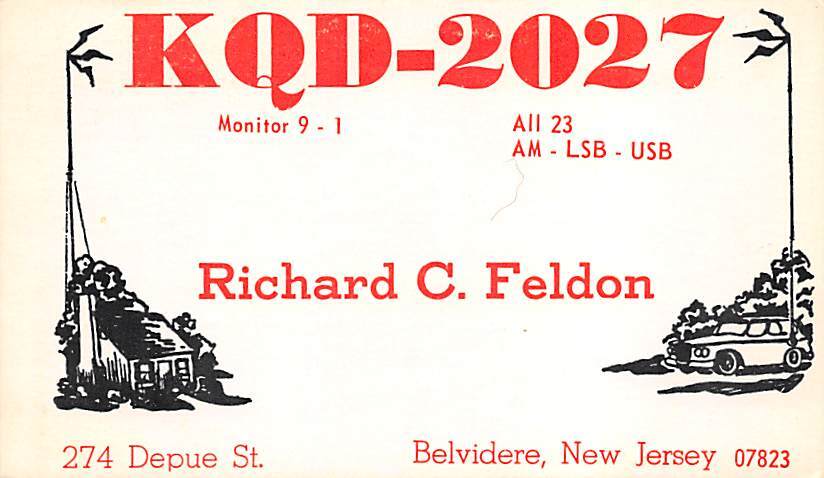 KQD-2027
Monitor 9 - 1
All 23
AM - LSB - USB
Richard C. Feldon
274 Depue St.
Belvidere, New Jersey 07823